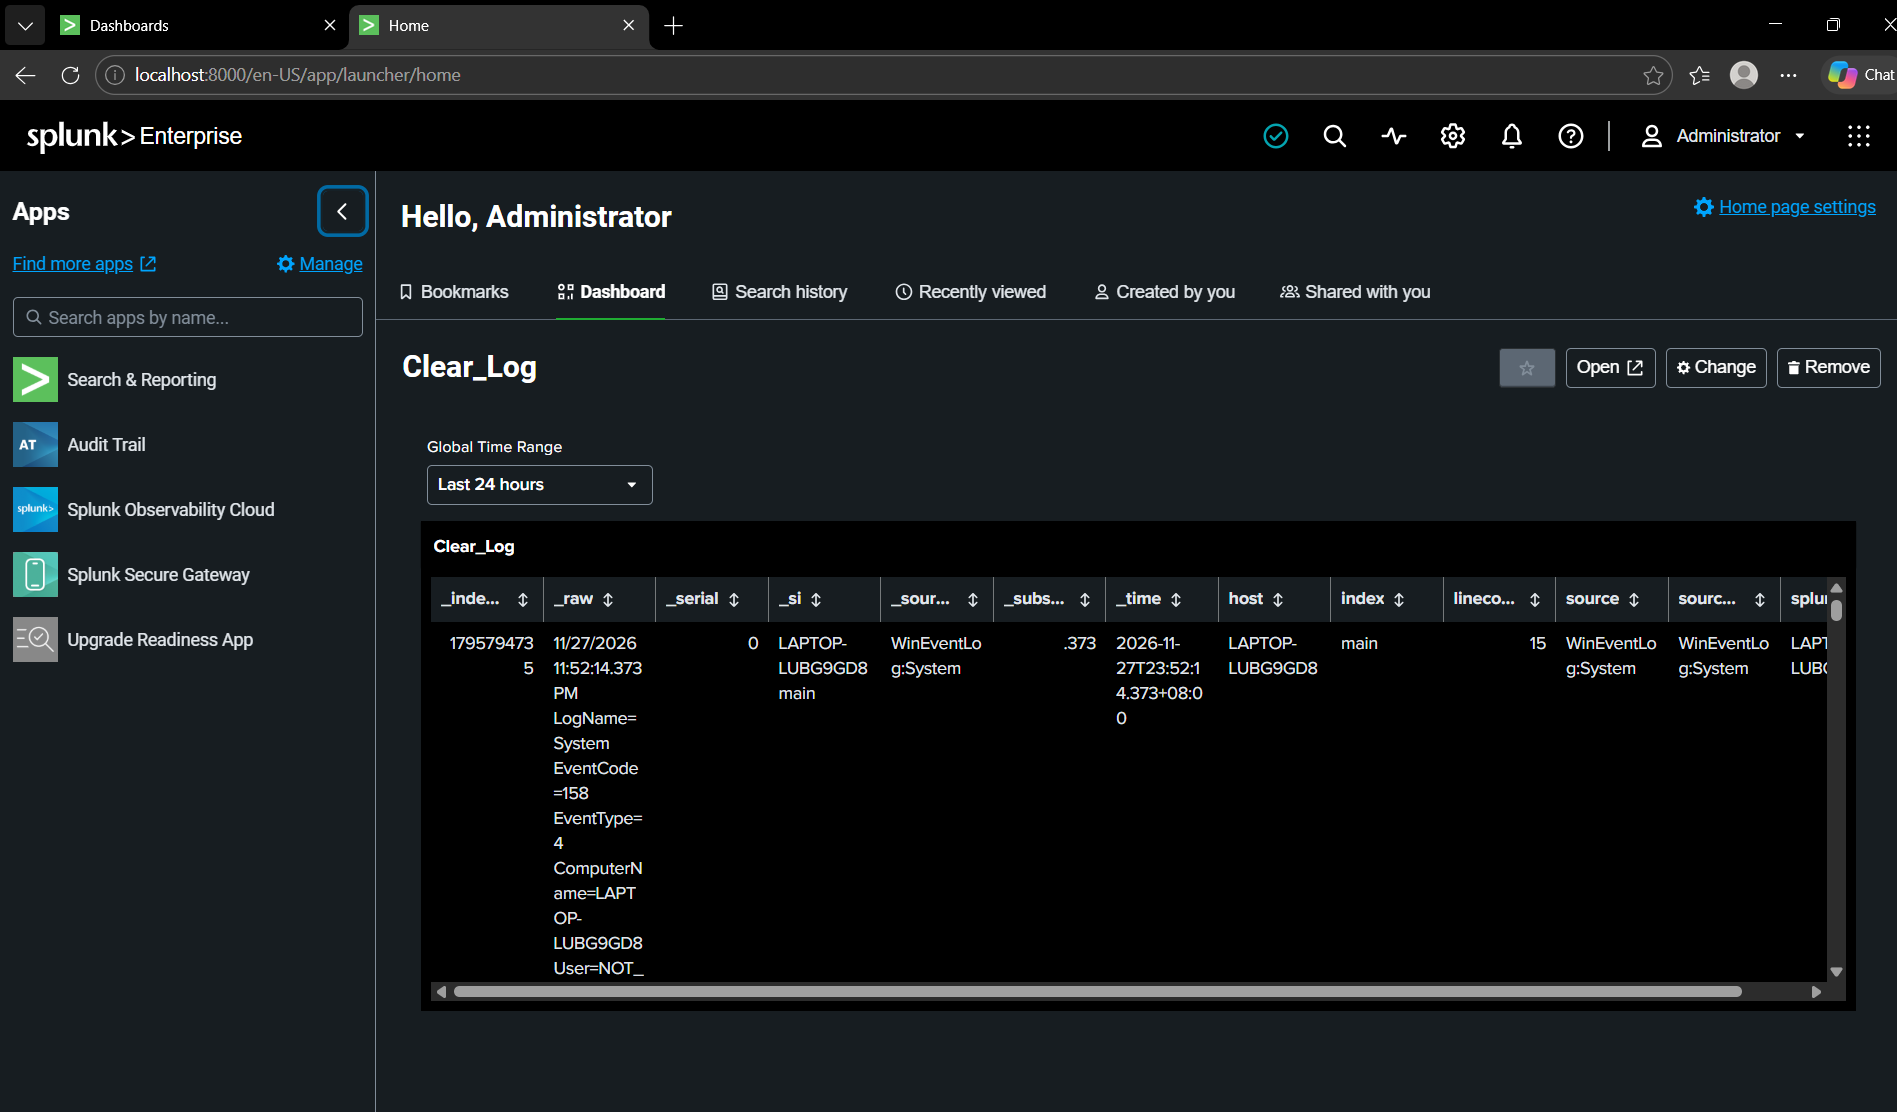 Dashboards
Home
localhost:8000/en-US/app/launcher/home
Chat
splunk>Enterprise
Administrator
Apps
Find more apps
Manage
Search apps by name...
Search & Reporting
AT
Audit Trail
splunk>
Splunk Observability Cloud
Splunk Secure Gateway
Upgrade Readiness App
Hello, Administrator
Home page settings
Bookmarks
Dashboard
Search history
Recently viewed
Created by you
Shared with you
Clear_Log
Open
Change
Remove
Global Time Range
Last 24 hours
Clear_Log
_inde... _raw _serial _si _sour... _subs... _time host index lineco... source sourc... splu
179579473
5
11/27/2026
11:52:14.373
PM
LogName=
System
EventCode
=158
EventType=
4
ComputerN
ame=LAPT
OP-
LUBG9GD8
User=NOT_
0
LAPTOP-
LUBG9GD8
main
WinEventLo
g:System
.373
2026-11-
27T23:52:1
4.373+08:0
0
LAPTOP-
LUBG9GD8
main
15
WinEventLo
g:System
WinEventLo
g:System
LAPT
LUBG